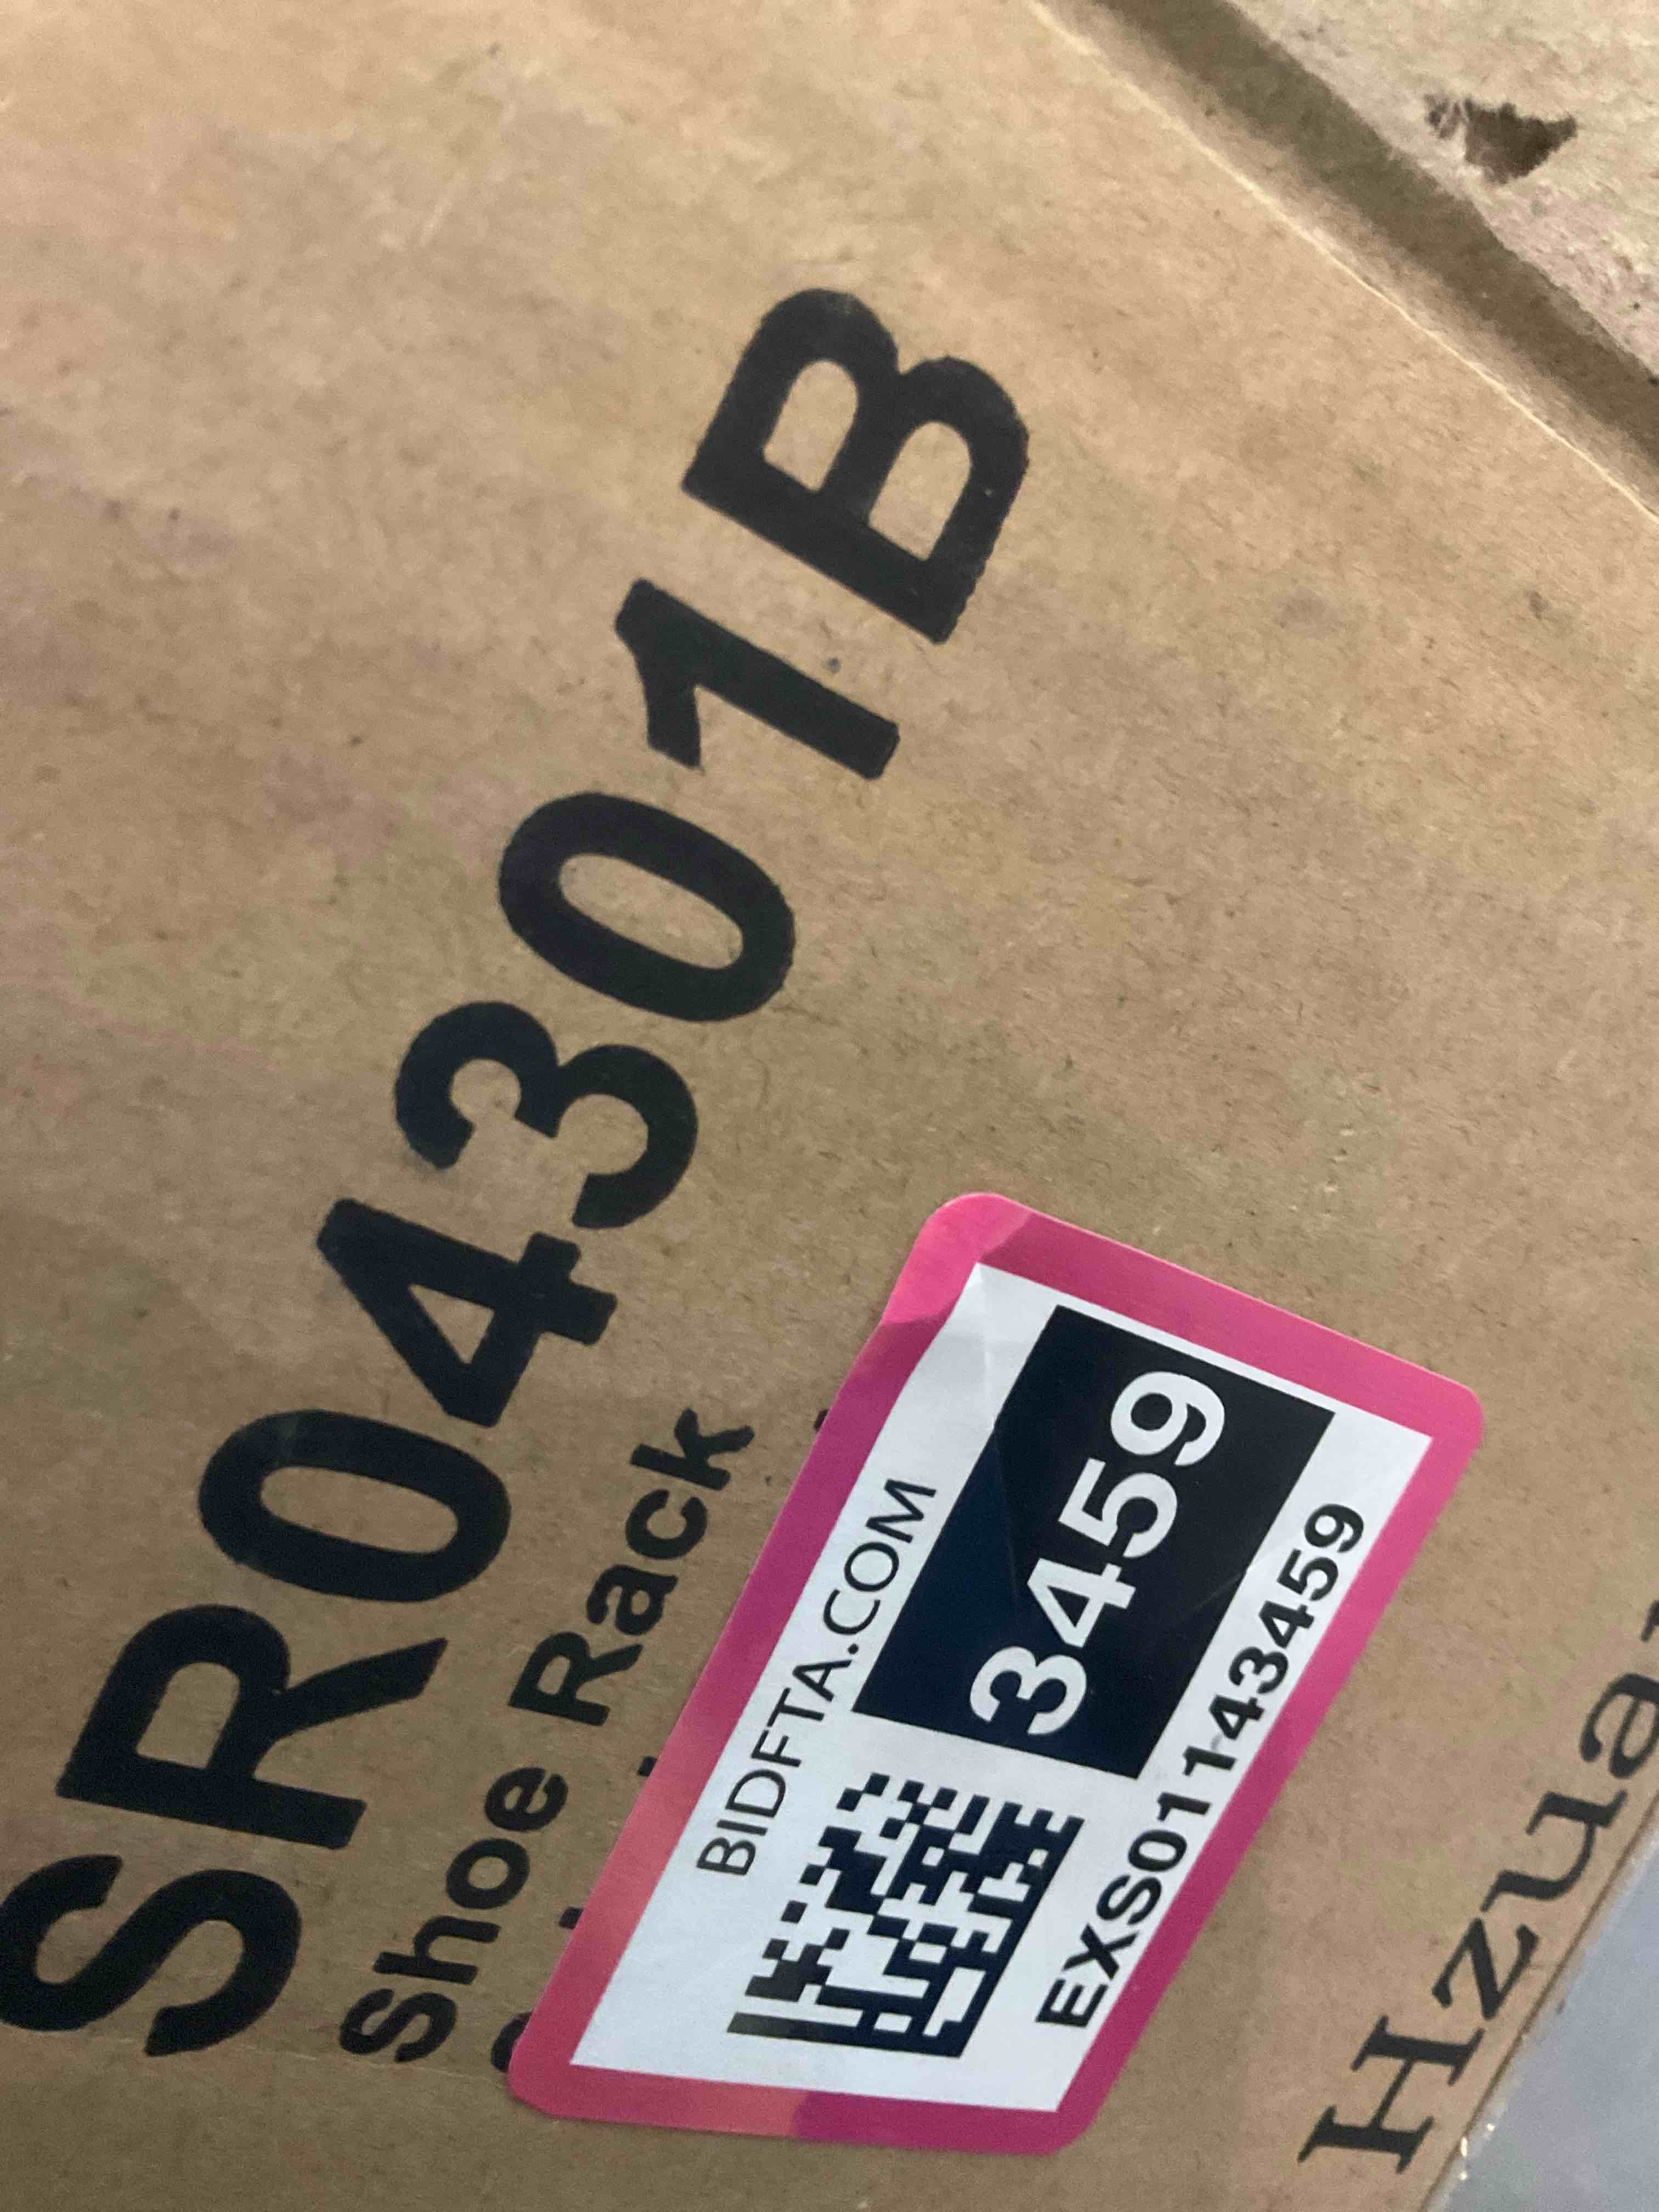 SR04301B
Shoe Rack
BIDFTA.COM
3459
EXS01143459